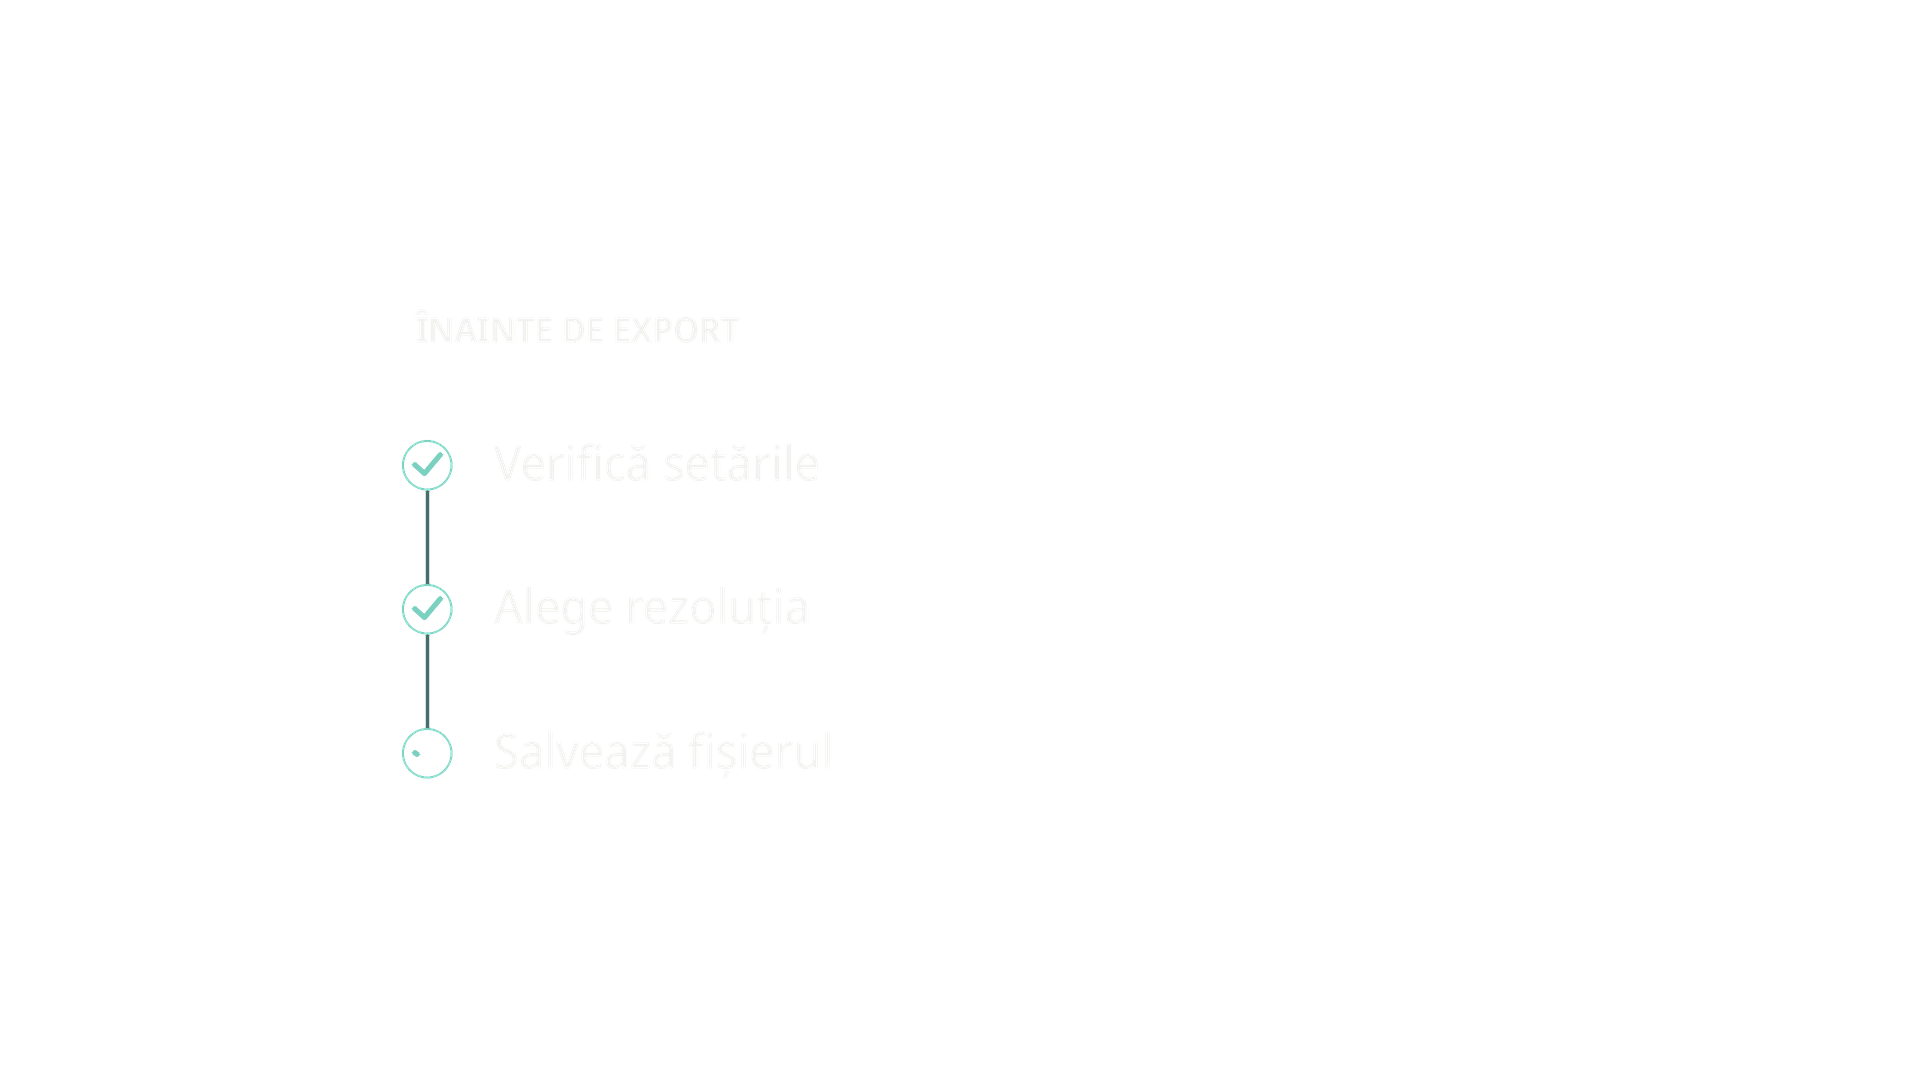 ÎNAINTE DE EXPORT
Verifică setările
Alege rezoluția
Salvează fișierul